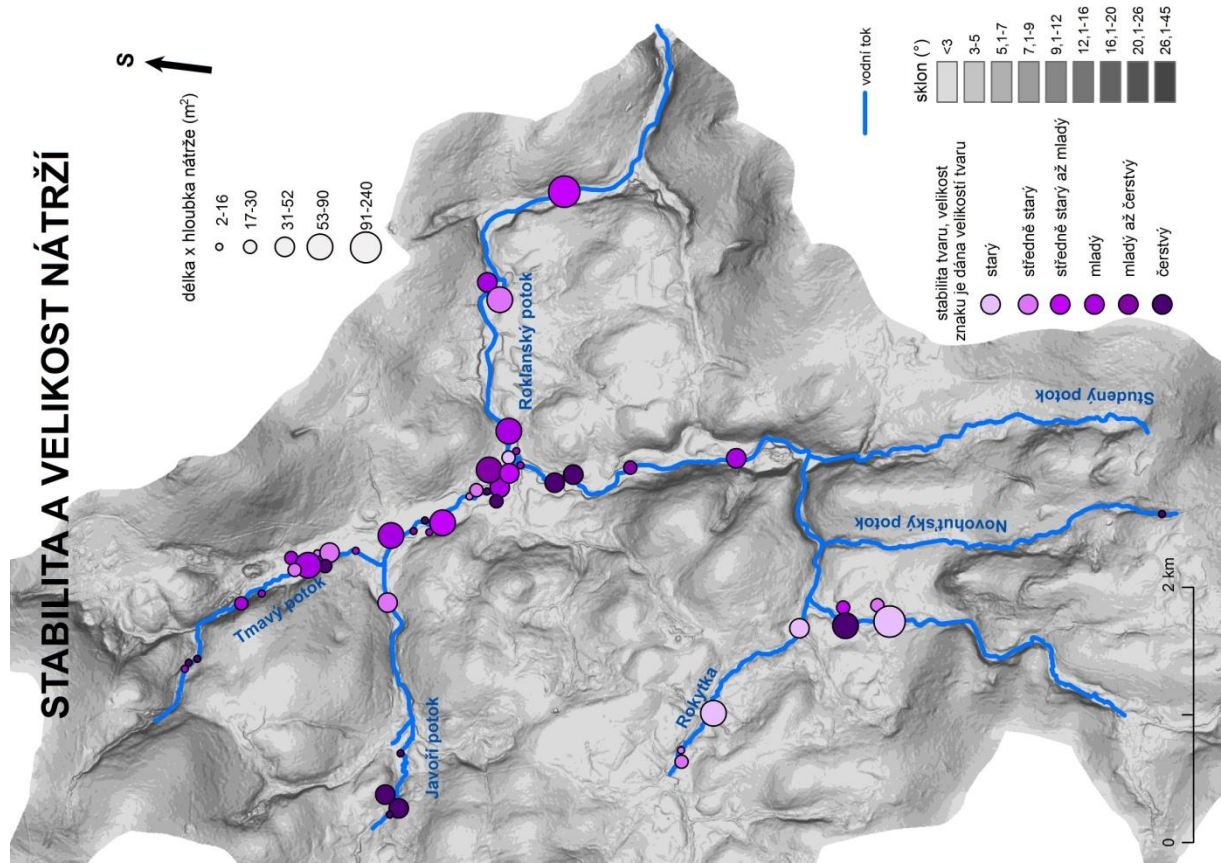 STABILITA A VELIKOST NÁTRŽÍ
S
délka x hloubka nátrže (m²)
2-16
17-30
31-52
553-90
91-240
Tmavý potok
Javoří potok
Roklanský potok
Rokytka
Novohuťský potok
Studený potok
0
2 km
vodní tok
stabilita tvaru, velikost
znaku je dána velikostí tvaru
starý
středně starý
středně starý až mladý
mladý
mladý až čerstvý
čerstvý
sklon (°)
<3
3-5
5,1-7
7,1-9
9,1-12
12,1-16
16,1-20
20,1-26
26,1-45